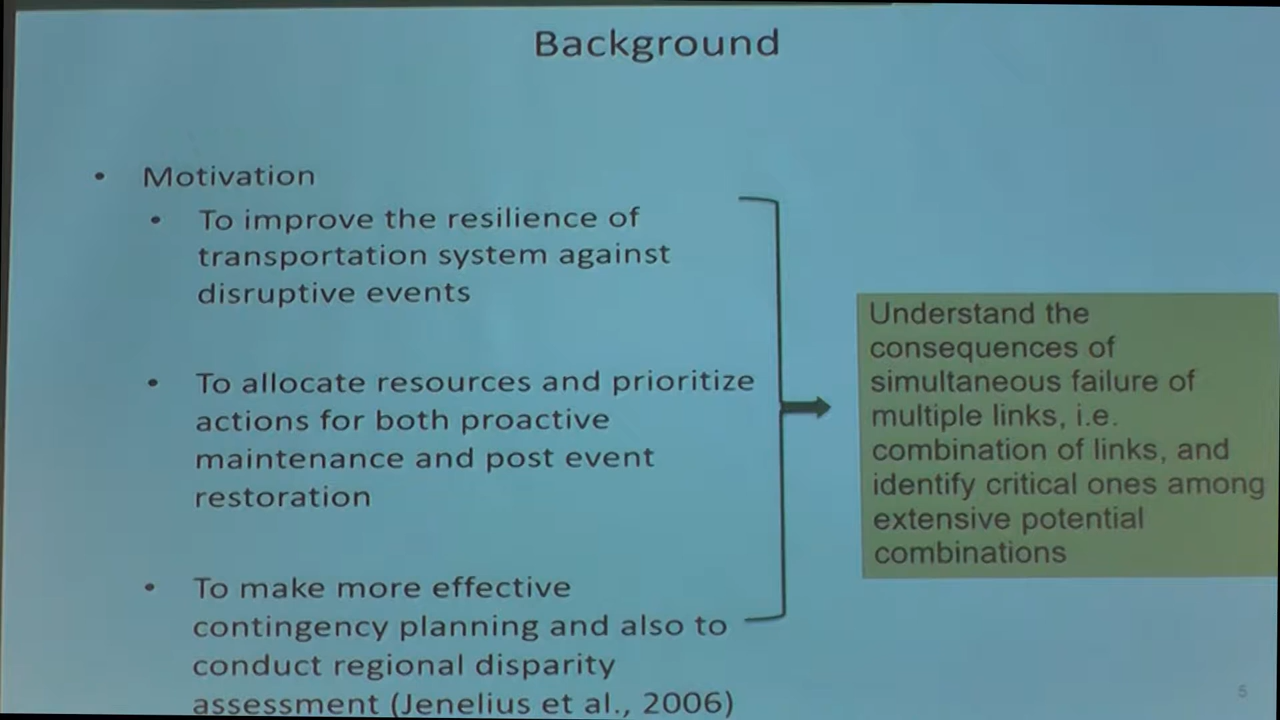 Background
• Motivation
• To improve the resilience of
transportation system against
disruptive events
• To allocate resources and prioritize
actions for both proactive
maintenance and post event
restoration
• To make more effective
contingency planning and also to
conduct regional disparity
assessment (Jenelius et al., 2006)
Understand the
consequences of
simultaneous failure of
multiple links, i.e.
combination of links, and
identify critical ones among
extensive potential
combinations
5